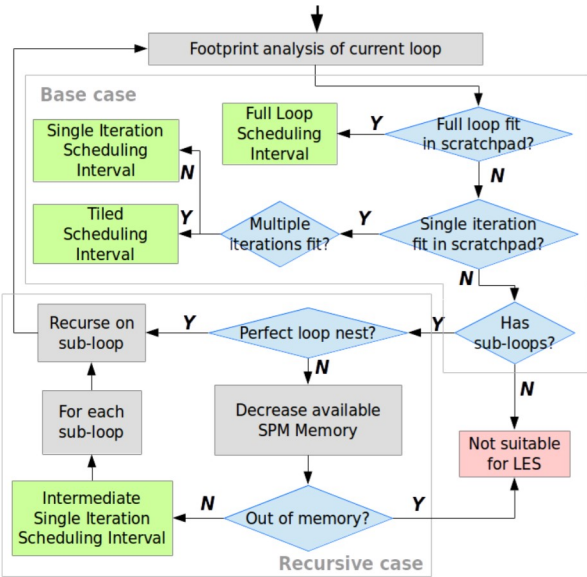 Footprint analysis of current loop
Base case
Full Loop
Scheduling
Interval
Y
Full loop fit
in scratchpad?
Single Iteration
Scheduling
Interval
N
N
Tiled
Scheduling
Interval
Y
Multiple
iterations fit?
Y
Single iteration
fit in scratchpad?
N
Recurse on
sub-loop
Y
Perfect loop nest?
Y
Has
sub-loops?
N
N
For each
sub-loop
Decrease available
SPM Memory
Not suitable
for LES
Intermediate
Single Iteration
Scheduling Interval
N
Out of memory?
Y
Recursive case